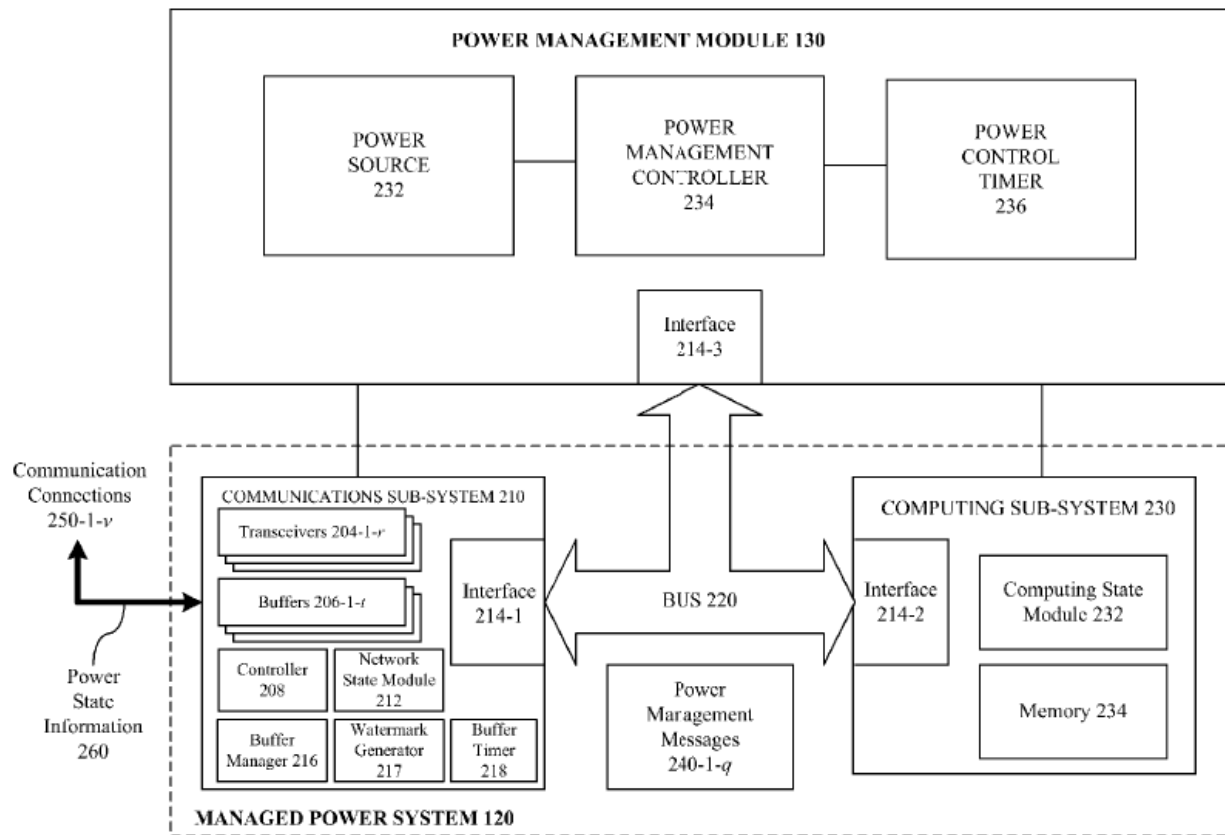 POWER MANAGEMENT MODULE 130
POWER
SOURCE
232
POWER
MANAGEMENT
CONTROLLER
234
POWER
CONTROL
TIMER
236
Interface
214-3
Communication
Connections
250-1-v
Power
State
Information
260
COMMUNICATIONS SUB-SYSTEM 210
Transceivers 204-1-r
Buffers 206-1-t
Interface
214-1
Controller
208
Network
State Module
212
Buffer
Manager 216
Watermark
Generator
217
Buffer
Timer
218
BUS 220
Power
Management
Messages
240-1-q
COMPUTING SUB-SYSTEM 230
Interface
214-2
Computing State
Module 232
Memory 234
MANAGED POWER SYSTEM 120